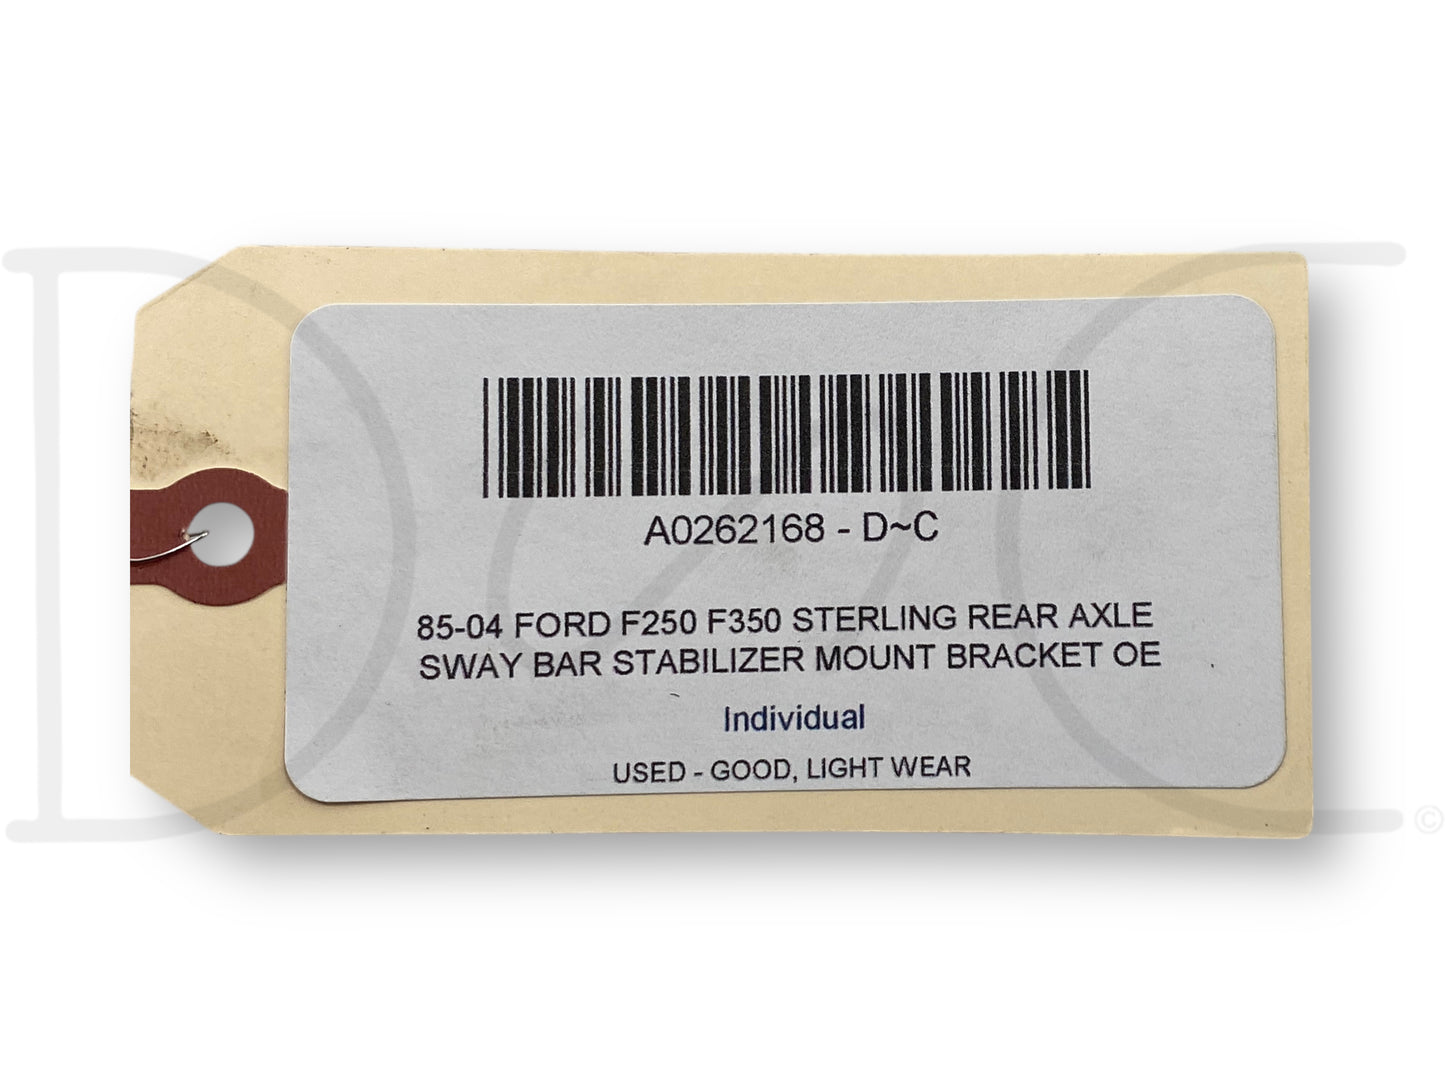 A0262168 - D~C
85-04 FORD F250 F350 STERLING REAR AXLE
SWAY BAR STABILIZER MOUNT BRACKET OE
Individual
USED - GOOD, LIGHT WEAR
D~C ©